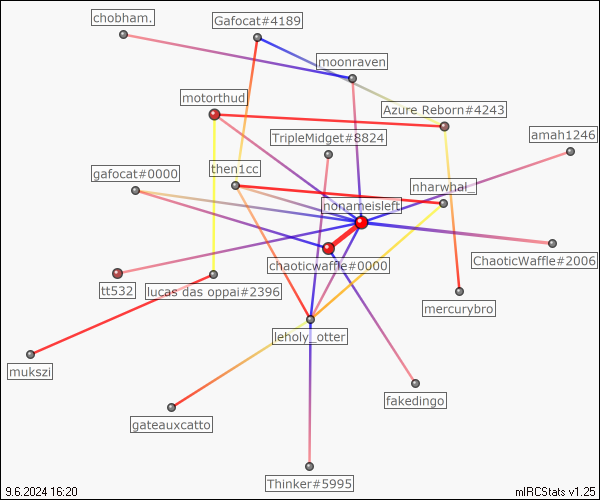 chobham.
Gafocat#4189
moonraven
motorthud
Azure Reborn#4243
TripleMidget#8824
amah1246
gafocat#0000
then1cc
nharwhal_
nonameisleft
chaoticwaffle#0000
ChaoticWaffle#2006
tt532
lucas das oppai#2396
mercurybro
leholy_otter
mukszi
fakedingo
gateauxcatto
Thinker#5995
9.6.2024 16:20
mIRCStats v1.25